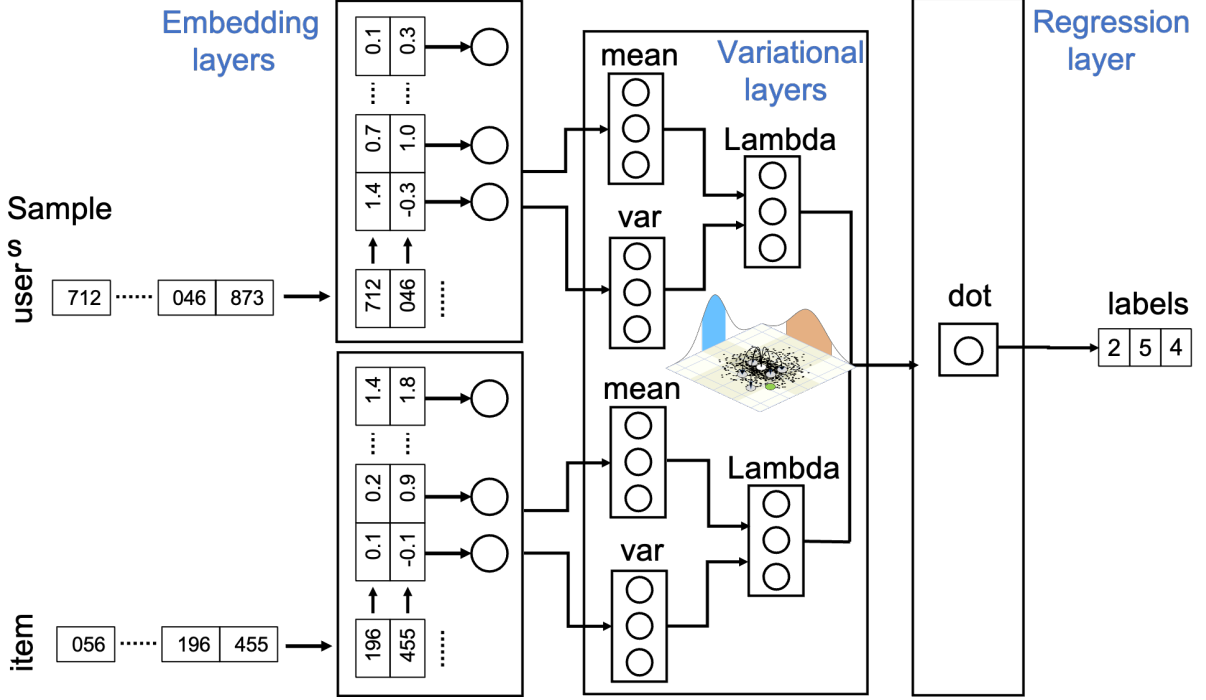 Embedding
layers
Variational
layers
Regression
layer
Sample
s
user
712 ...... 046 873
0.1 0.3
0.7 1.0
1.4 -0.3
712 046
mean
var
Lambda
item
056 ...... 196 455
1.4 1.8
0.2 0.9
0.1 -0.1
196 455
mean
var
Lambda
dot
labels
2 5 4